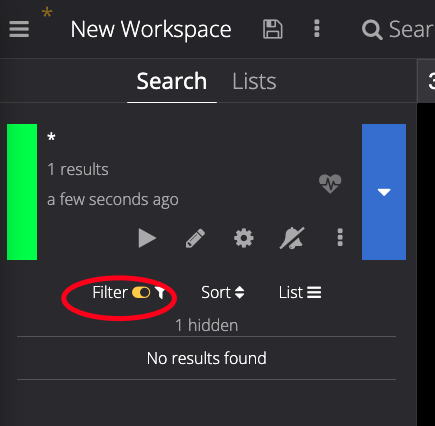 * New Workspace Sear
Search Lists 3
*
1 results
a few seconds ago
Filter Sort List
1 hidden
No results found